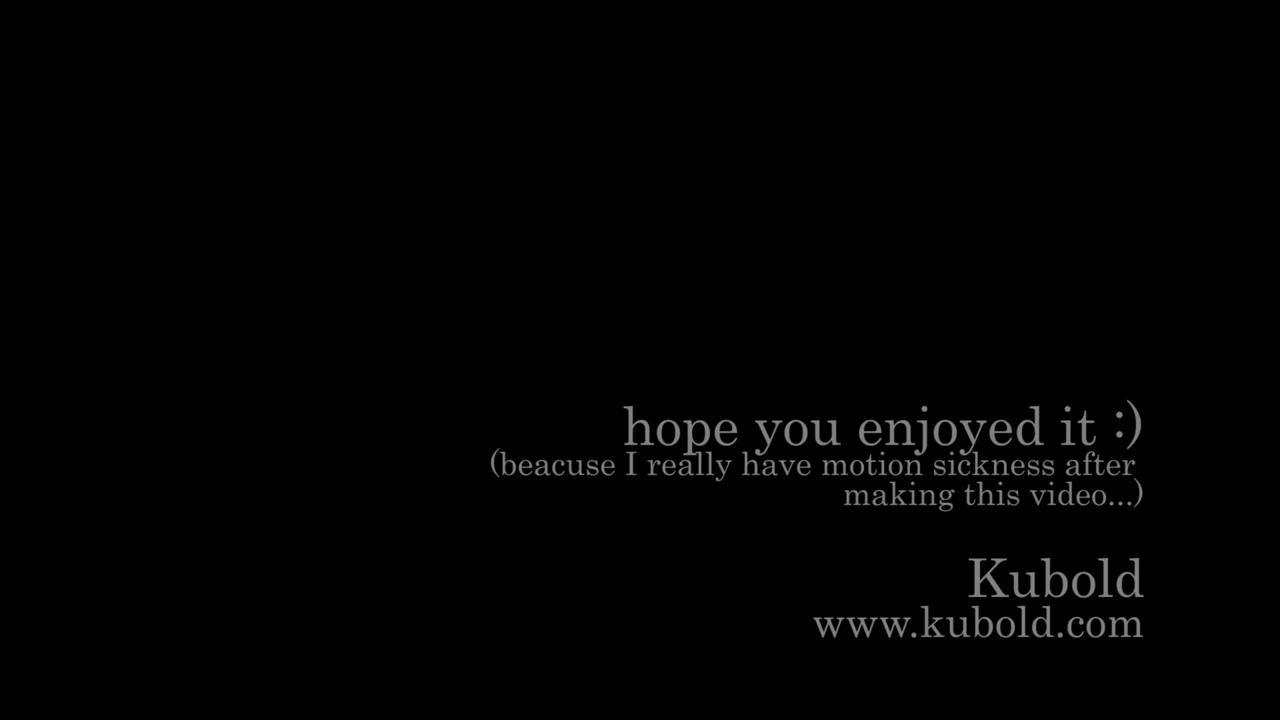 hope you enjoyed it :)
(beacuse I really have motion sickness after
making this video...)
Kubold
www.kubold.com